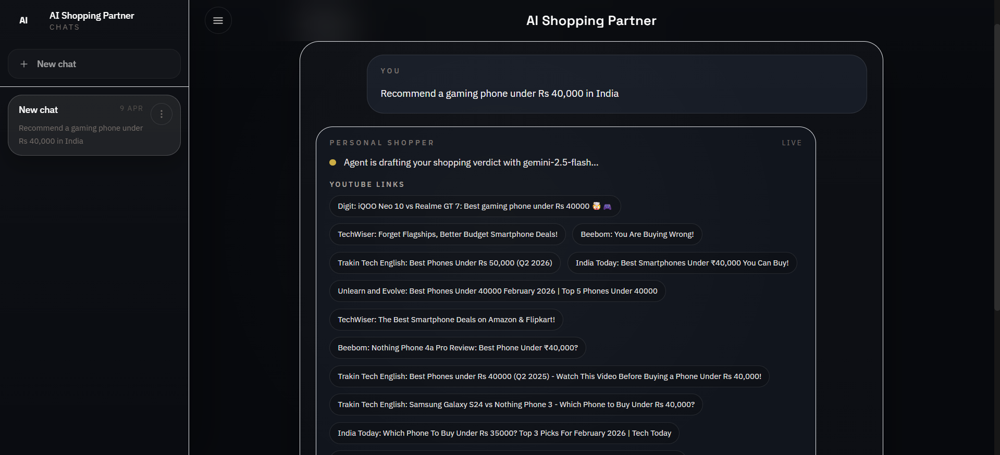 AI
AI Shopping Partner
CHATS
New chat
New chat
9 APR
Recommend a gaming phone under
Rs 40,000 in India
AI Shopping Partner
YOU
Recommend a gaming phone under Rs 40,000 in India
PERSONAL SHOPPER
LIVE
Agent is drafting your shopping verdict with gemini-2.5-flash...
YOUTUBE LINKS
Digit: iQOO Neo 10 vs Realme GT 7: Best gaming phone under Rs 40000 🤯 🎮
TechWiser: Forget Flagships, Better Budget Smartphone Deals!
Beebom: You Are Buying Wrong!
Trakin Tech English: Best Phones Under Rs 50,000 (Q2 2026)
India Today: Best Smartphones Under ₹40,000 You Can Buy!
Unlearn and Evolve: Best Phones Under 40000 February 2026 | Top 5 Phones Under 40000
TechWiser: The Best Smartphone Deals on Amazon & Flipkart!
Beebom: Nothing Phone 4a Pro Review: Best Phone Under ₹40,000?
Trakin Tech English: Best Phones under Rs 40000 (Q2 2025) - Watch This Video Before Buying a Phone Under Rs 40,000!
Trakin Tech English: Samsung Galaxy S24 vs Nothing Phone 3 - Which Phone to Buy Under Rs 40,000?
India Today: Which Phone To Buy Under Rs 35000? Top 3 Picks For February 2026 | Tech Today